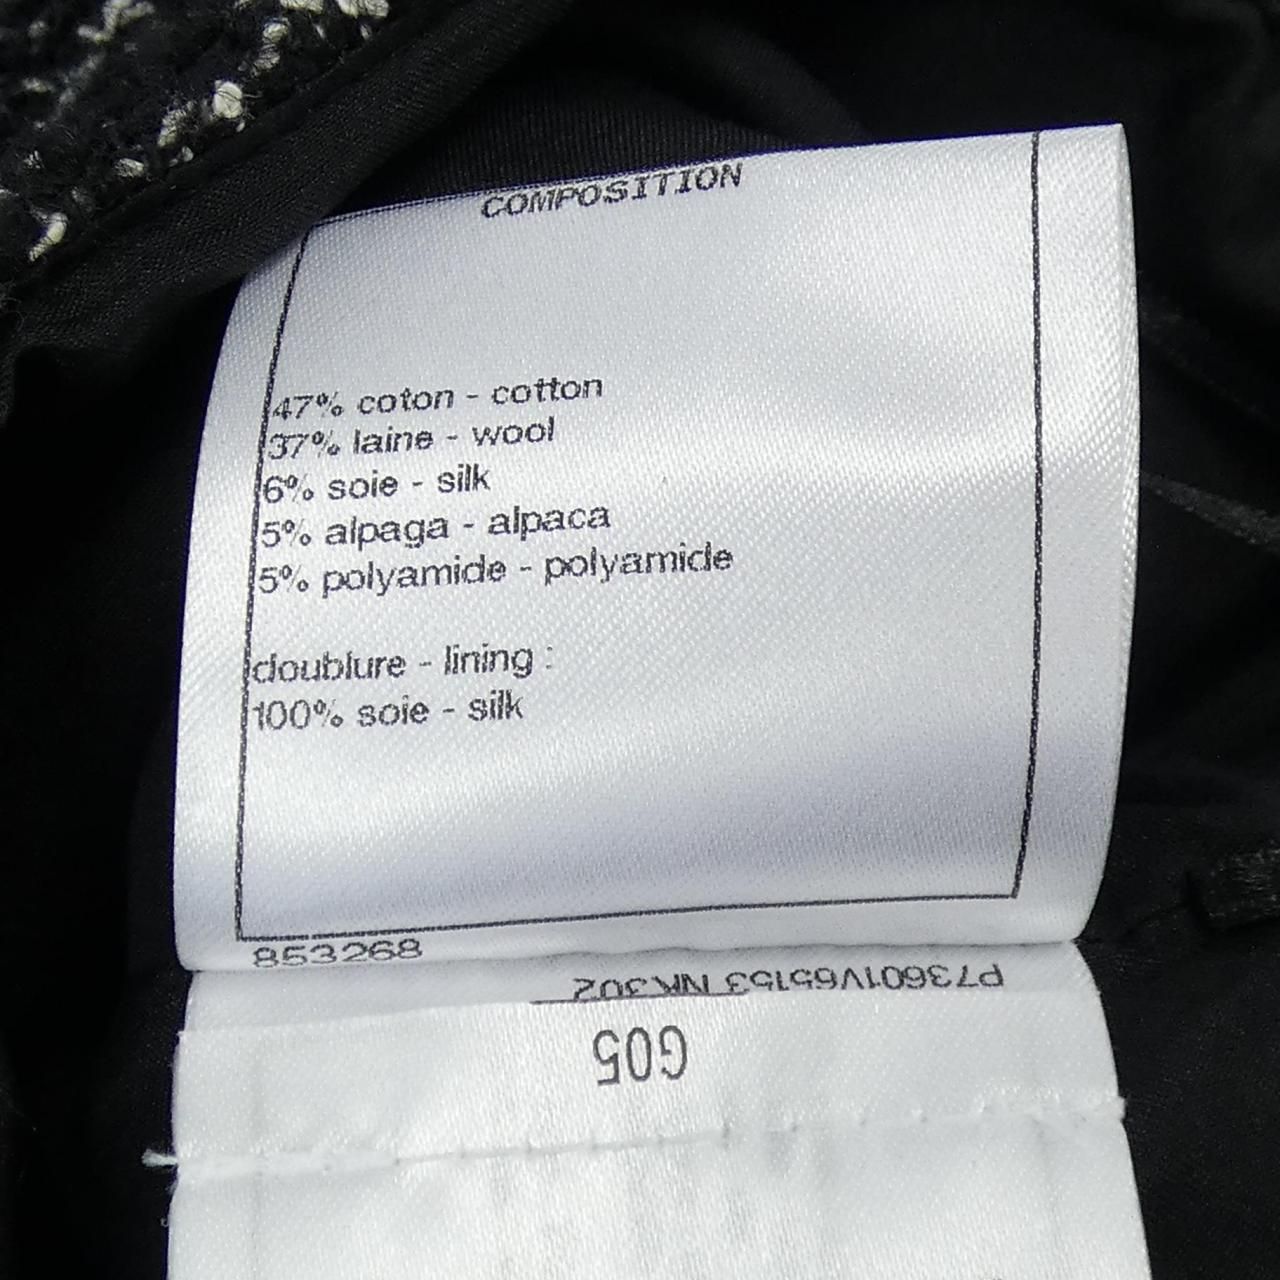 COMPOSITION
47% coton - cotton
37% laine - wool
6% soie - silk
5% alpaga - alpaca
5% polyamide - polyamide
doublure - lining :
100% soie - silk
853268
P73601V65153 NK302
G05